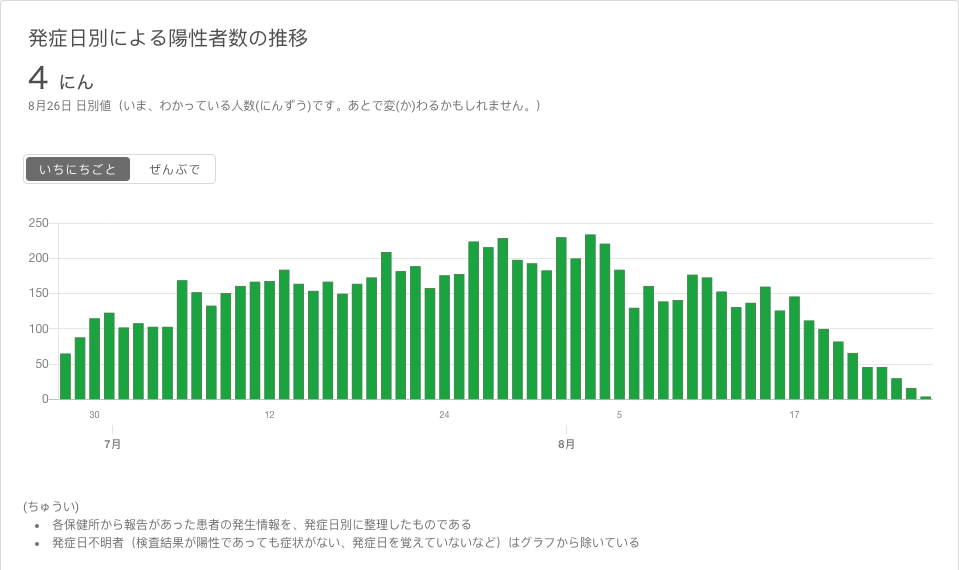 発症日別による陽性者数の推移
4 にん
8月26日 日別値（いま、わかっている人数(にんずう)です。あとで変(か)わるかもしれません。）
いちにちごと ぜんぶで
250
200
150
100
50
0
30 12 24 5 17
7月 8月
(ちゅうい)
• 各保健所から報告があった患者の発生情報を、発症日別に整理したものである
• 発症日不明者（検査結果が陽性であっても症状がない、発症日を覚えていないなど）はグラフから除いている